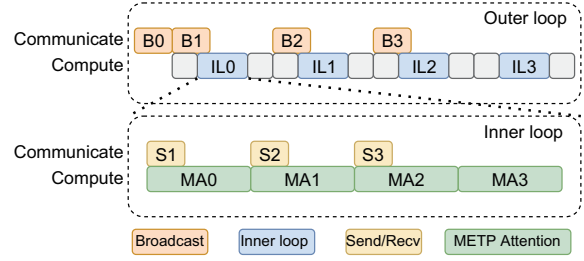 Outer loop
Communicate B0 B1 B2 B3
Compute IL0 IL1 IL2 IL3
Inner loop
Communicate S1 S2 S3
Compute MA0 MA1 MA2 MA3
Broadcast Inner loop Send/Recv METP Attention